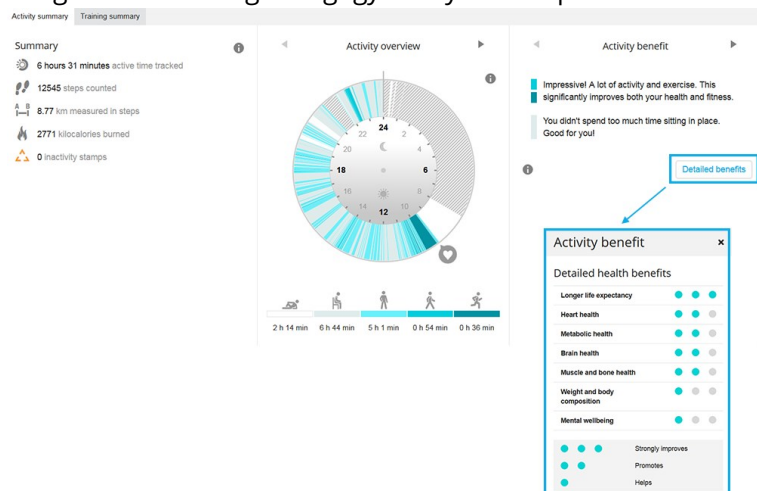 Activity summary
Training summary
Summary
6 hours 31 minutes active time tracked
12545 steps counted
A B
8.77 km measured in steps
2771 kilocalories burned
0 inactivity stamps
Activity overview
24
22
2
20
4
18
6
16
8
14
10
12
2 h 14 min
6 h 44 min
5 h 1 min
0 h 54 min
0 h 36 min
Activity benefit
Impressive! A lot of activity and exercise. This
significantly improves both your health and fitness.
You didn't spend too much time sitting in place.
Good for you!
Detailed benefits
Activity benefit
×
Detailed health benefits
Longer life expectancy
Heart health
Metabolic health
Brain health
Muscle and bone health
Weight and body
composition
Mental wellbeing
Strongly improves
Promotes
Helps